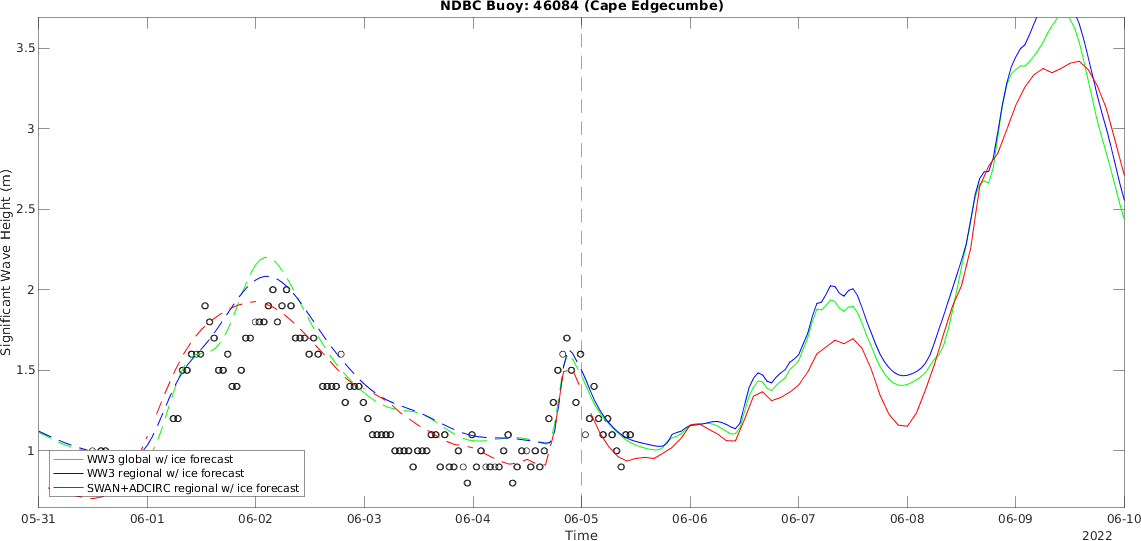 NDBC Buoy: 46084 (Cape Edgecumbe)
Significant Wave Height (m)
3.5
3
2.5
2
1.5
1
WW3 global w/ ice forecast
WW3 regional w/ ice forecast
SWAN+ADCIRC regional w/ ice forecast
05-31 06-01 06-02 06-03 06-04 06-05 06-06 06-07 06-08 06-09 06-10
Time
2022